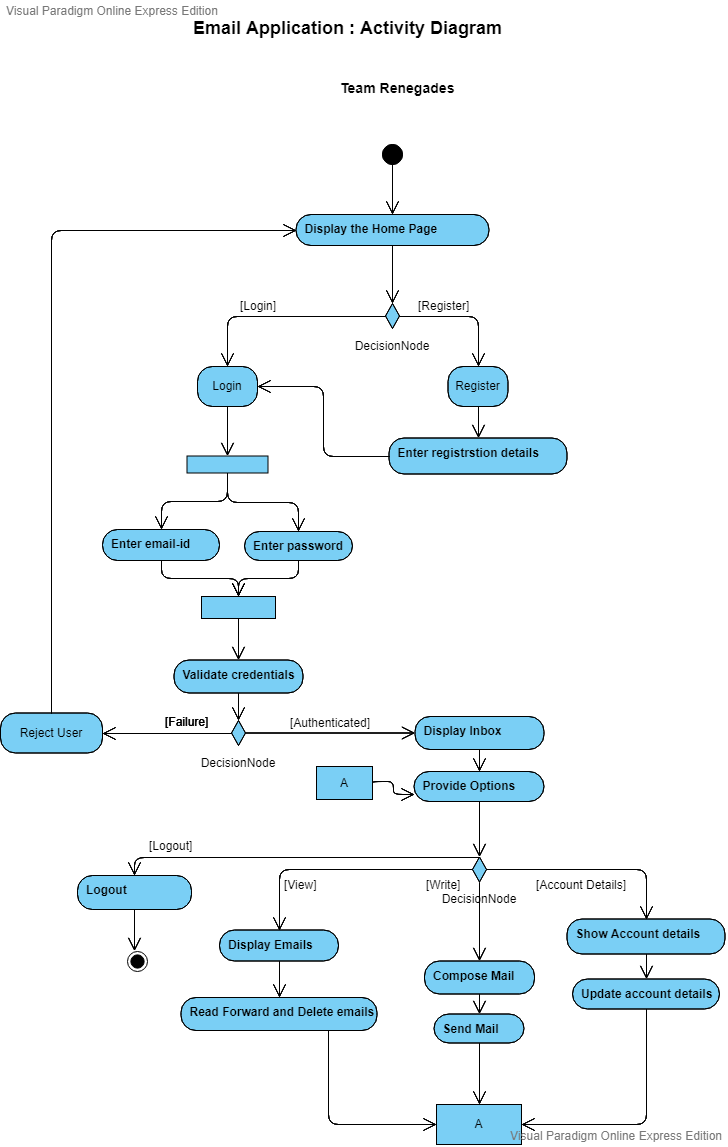 Visual Paradigm Online Express Edition
Email Application : Activity Diagram
Team Renegades
Display the Home Page
[Login]
[Register]
DecisionNode
Login
Register
Enter registrstion details
Enter email-id
Enter password
Validate credentials
[Failure]
[Authenticated]
Reject User
Display Inbox
DecisionNode
A
Provide Options
[Logout]
[View]
[Write]
[Account Details]
DecisionNode
Logout
Display Emails
Show Account details
Compose Mail
Update account details
Read Forward and Delete emails
Send Mail
A
Visual Paradigm Online Express Edition